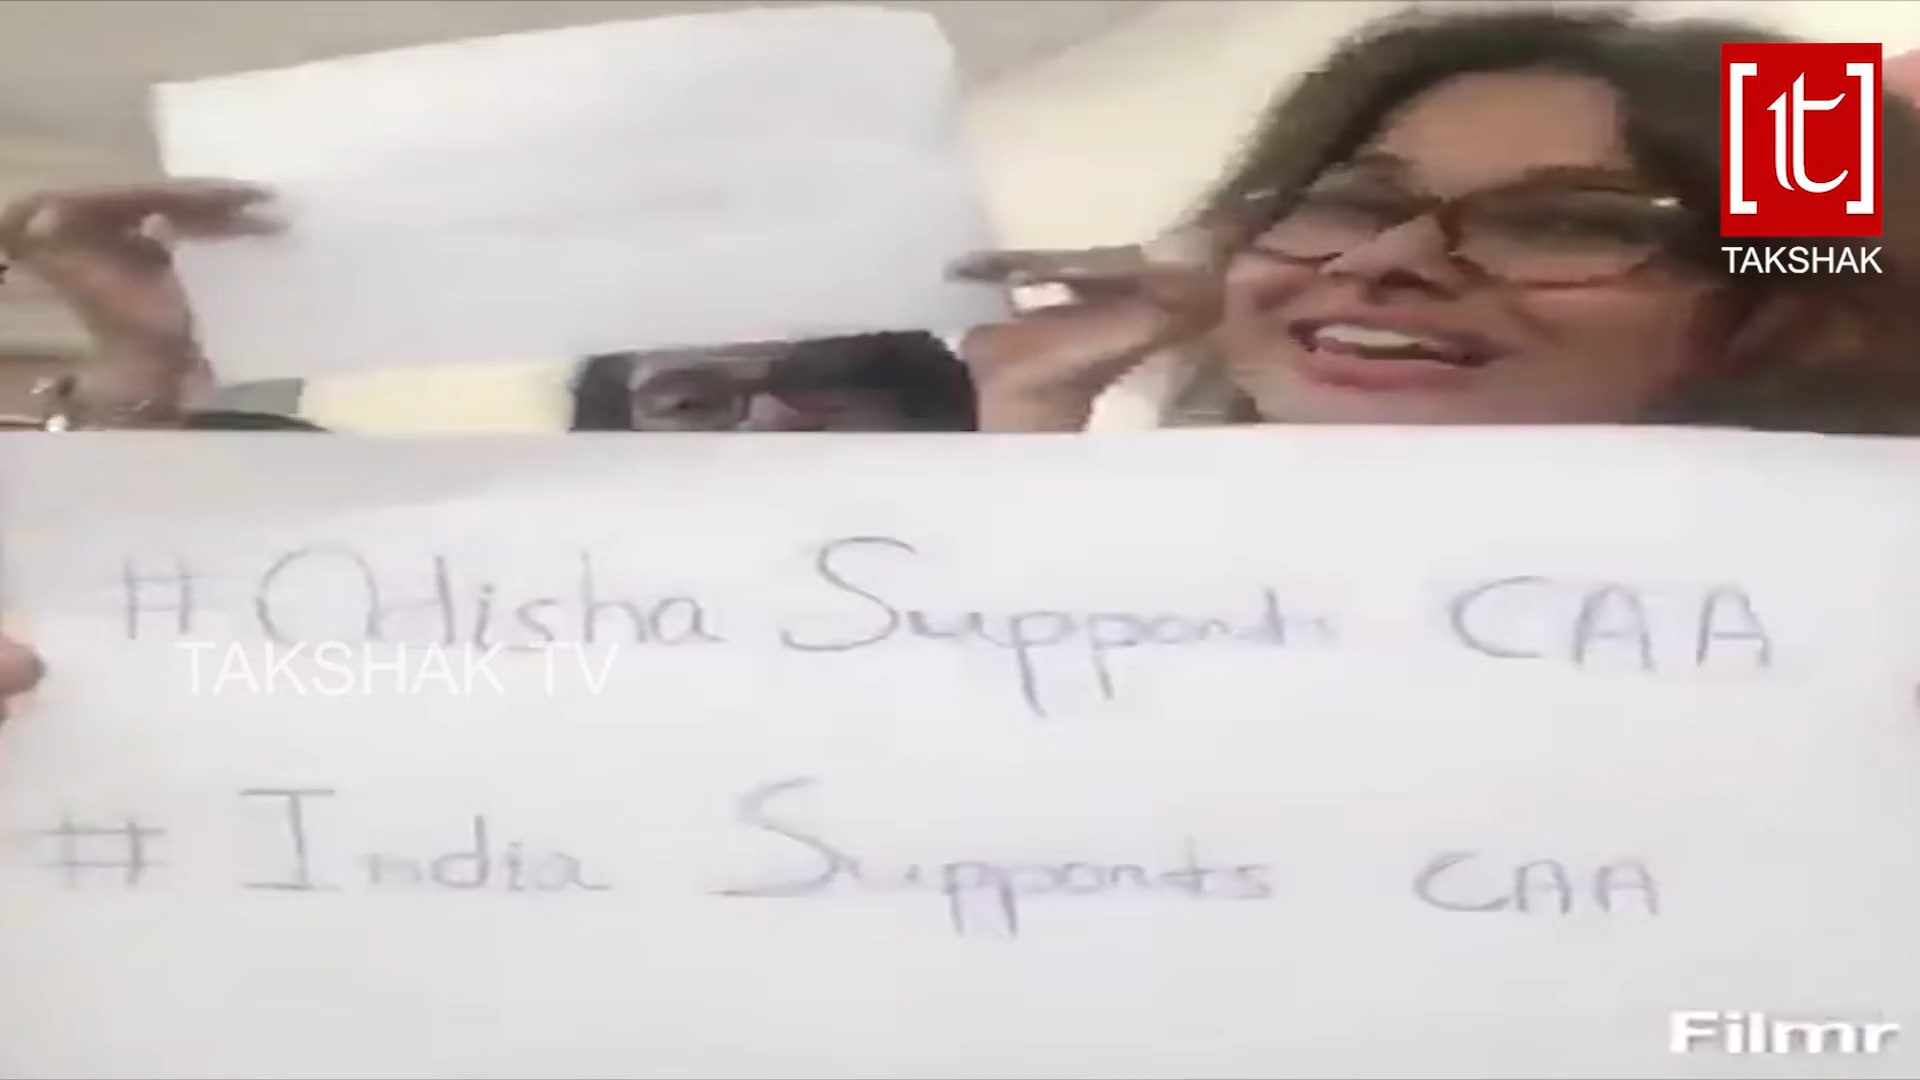 [t]
TAKSHAK
# Odisha Supports CAA
TAKSHAK TV
# India Supports CAA
Filmr